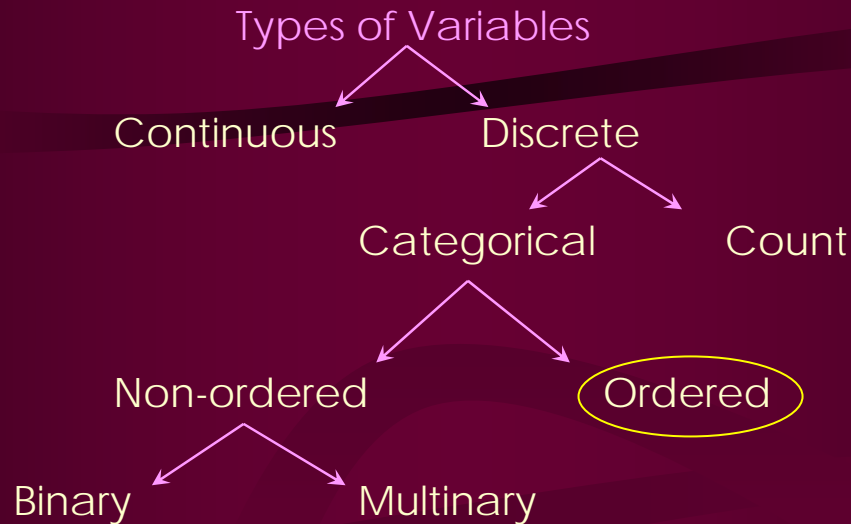 Types of Variables
Continuous Discrete
Categorical Count
Non-ordered Ordered
Binary Multinary